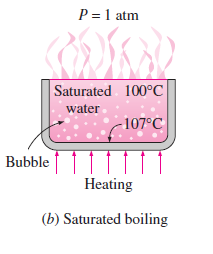 P = 1 atm
Saturated 100°C
water
107°C
Bubble
Heating
(b) Saturated boiling